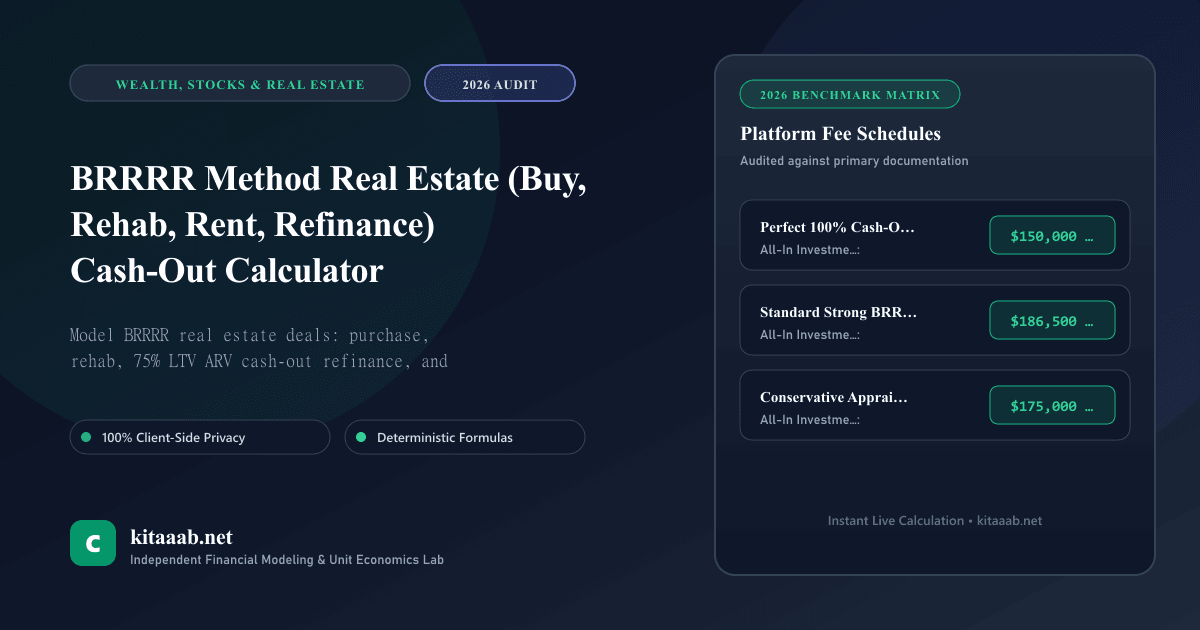 WEALTH, STOCKS & REAL ESTATE
2026 AUDIT
BRRRR Method Real Estate (Buy,
Rehab, Rent, Refinance)
Cash-Out Calculator
Model BRRRR real estate deals: purchase,
rehab, 75% LTV ARV cash-out refinance, and
100% Client-Side Privacy
Deterministic Formulas
C
kitaaab.net
Independent Financial Modeling & Unit Economics Lab
2026 BENCHMARK MATRIX
Platform Fee Schedules
Audited against primary documentation
Perfect 100% Cash-O…
All-In Investme…:
$150,000 …
Standard Strong BRR…
All-In Investme…:
$186,500 …
Conservative Apprai…
All-In Investme…:
$175,000 …
Instant Live Calculation • kitaaab.net